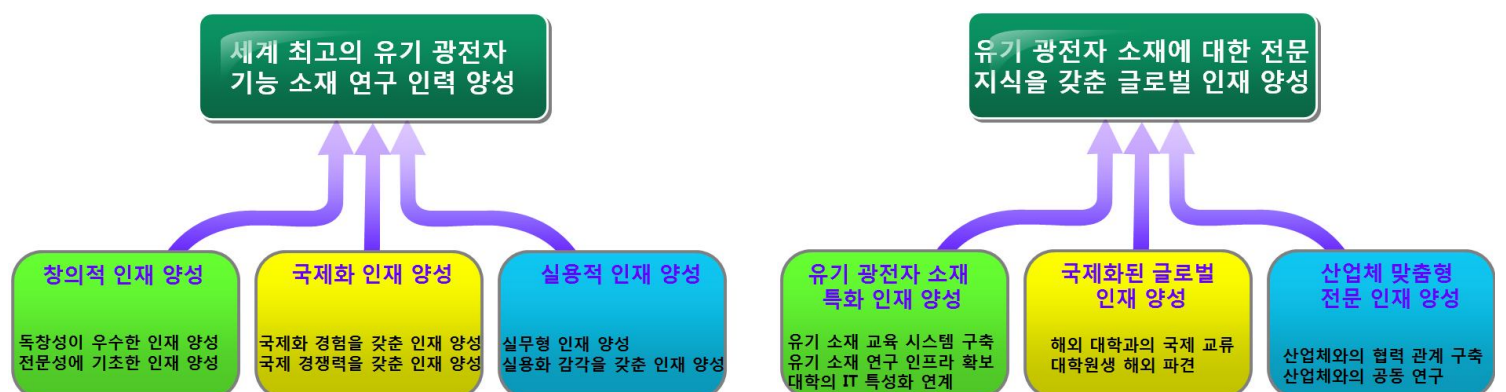 세계 최고의 유기 광전자
기능 소재 연구 인력 양성
창의적 인재 양성
독창성이 우수한 인재 양성
전문성에 기초한 인재 양성
국제화 인재 양성
국제화 경험을 갖춘 인재 양성
국제 경쟁력을 갖춘 인재 양성
실용적 인재 양성
실무형 인재 양성
실용화 감각을 갖춘 인재 양성
유기 광전자 소재에 대한 전문
지식을 갖춘 글로벌 인재 양성
유기 광전자 소재
특화 인재 양성
유기 소재 교육 시스템 구축
유기 소재 연구 인프라 확보
대학의 IT 특성화 연계
국제화된 글로벌
인재 양성
해외 대학과의 국제 교류
대학원생 해외 파견
산업체 맞춤형
전문 인재 양성
산업체와의 협력 관계 구축
산업체와의 공동 연구